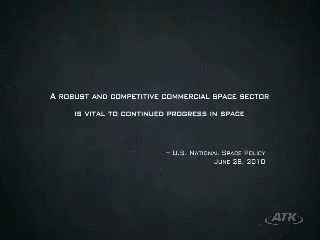 A ROBUST AND COMPETITIVE COMMERCIAL SPACE SECTOR
IS VITAL TO CONTINUED PROGRESS IN SPACE
– U.S. NATIONAL SPACE POLICY
JUNE 28, 2010
ATK